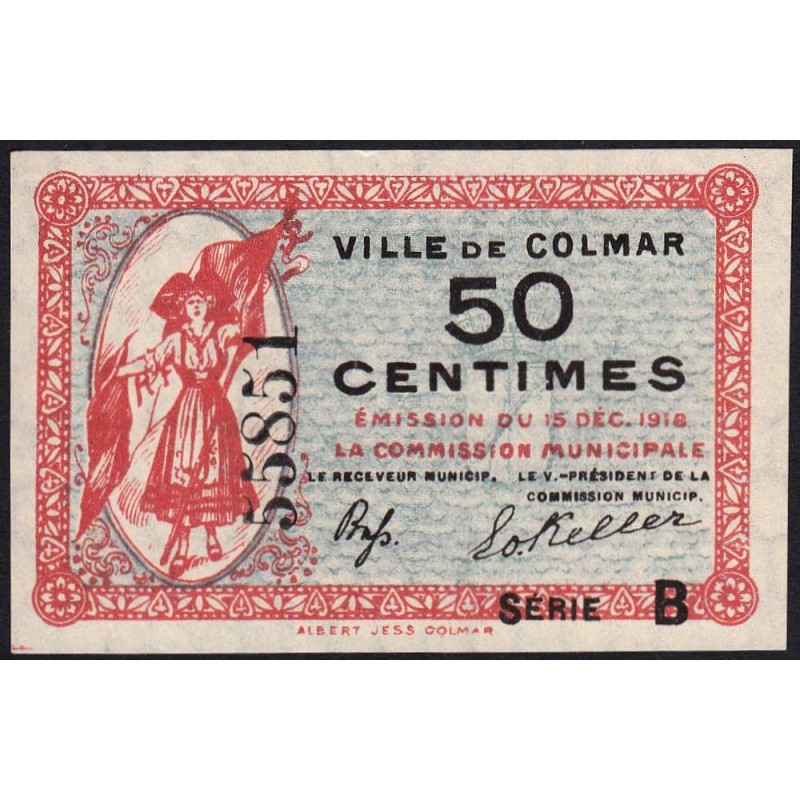 VILLE DE COLMAR
50
CENTIMES
ÉMISSION DU 15 DÉC. 1918
LA COMMISSION MUNICIPALE
LE RECEVEUR MUNICIP. LE V.-PRÉSIDENT DE LA
COMMISSION MUNICIP.
Keller
55851
SÉRIE B
ALBERT JESS COLMAR